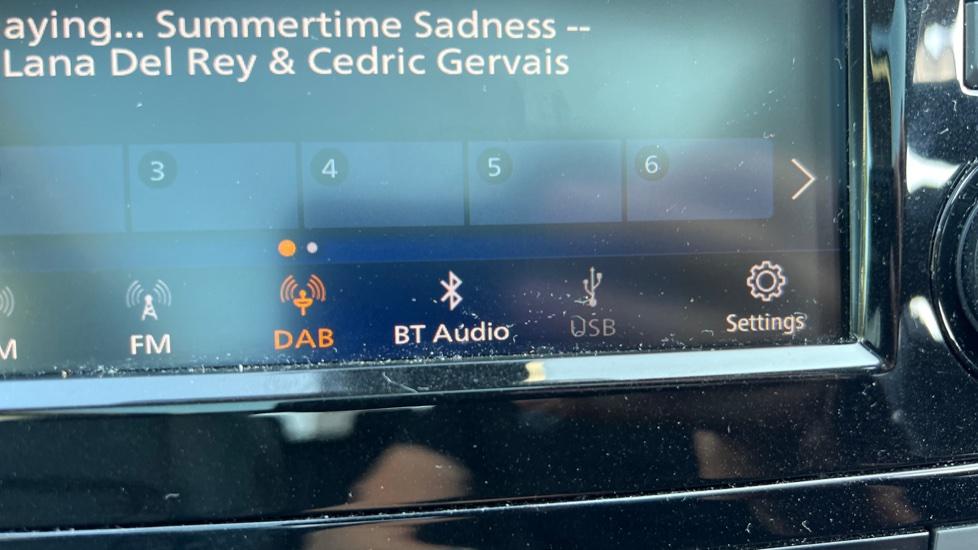 aying... Summertime Sadness --
Lana Del Rey & Cedric Gervais
3 4 5 6
M FM DAB BT Audio USB Settings